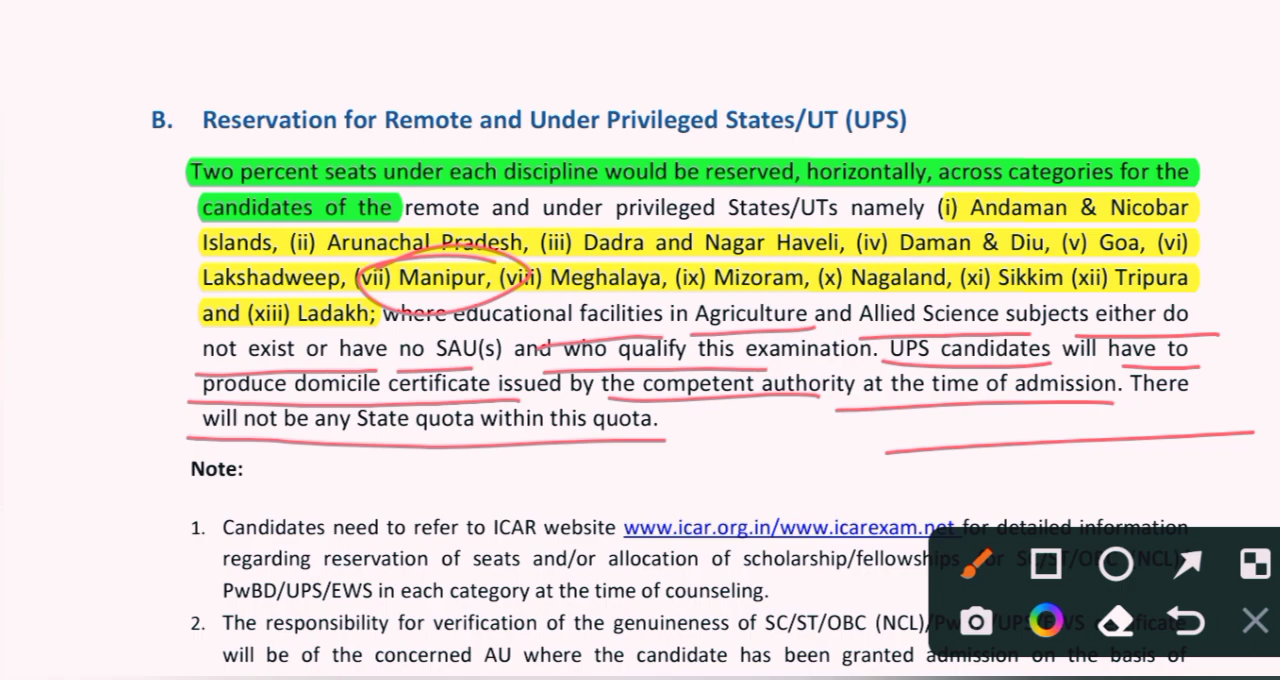 B. Reservation for Remote and Under Privileged States/UT (UPS)
Two percent seats under each discipline would be reserved, horizontally, across categories for the
candidates of the remote and under privileged States/UTs namely (i) Andaman & Nicobar
Islands, (ii) Arunachal Pradesh, (iii) Dadra and Nagar Haveli, (iv) Daman & Diu, (v) Goa, (vi)
Lakshadweep, (vii) Manipur, (viii) Meghalaya, (ix) Mizoram, (x) Nagaland, (xi) Sikkim (xii) Tripura
and (xiii) Ladakh; where educational facilities in Agriculture and Allied Science subjects either do
not exist or have no SAU(s) and who qualify this examination. UPS candidates will have to
produce domicile certificate issued by the competent authority at the time of admission. There
will not be any State quota within this quota.
Note:
1. Candidates need to refer to ICAR website www.icar.org.in/www.icarexam.net for detailed information
regarding reservation of seats and/or allocation of scholarship/fellowships for SC/ST/OBC (NCL)/
PwBD/UPS/EWS in each category at the time of counseling.
2. The responsibility for verification of the genuineness of SC/ST/OBC (NCL)/PwBD/UPS/EWS certificate
will be of the concerned AU where the candidate has been granted admission on the basis of